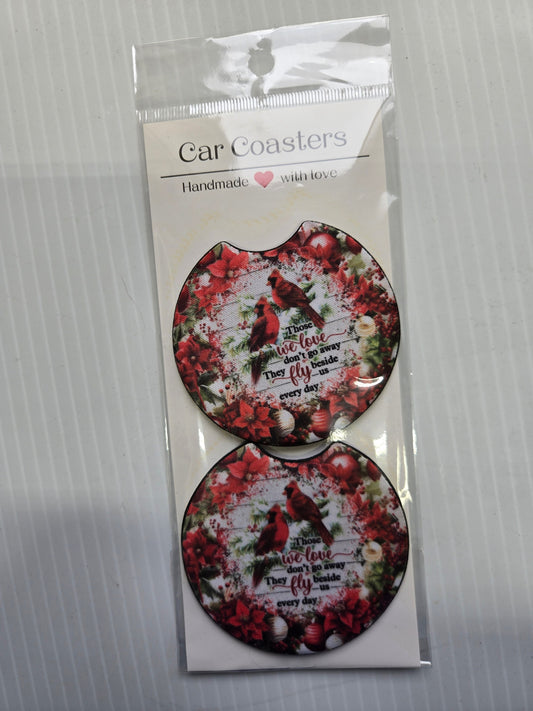 Car Coasters
Handmade ❤ with love
Those
we love
don't go away
They fly beside us
every day
Those
we love
don't go away
They fly beside us
every day